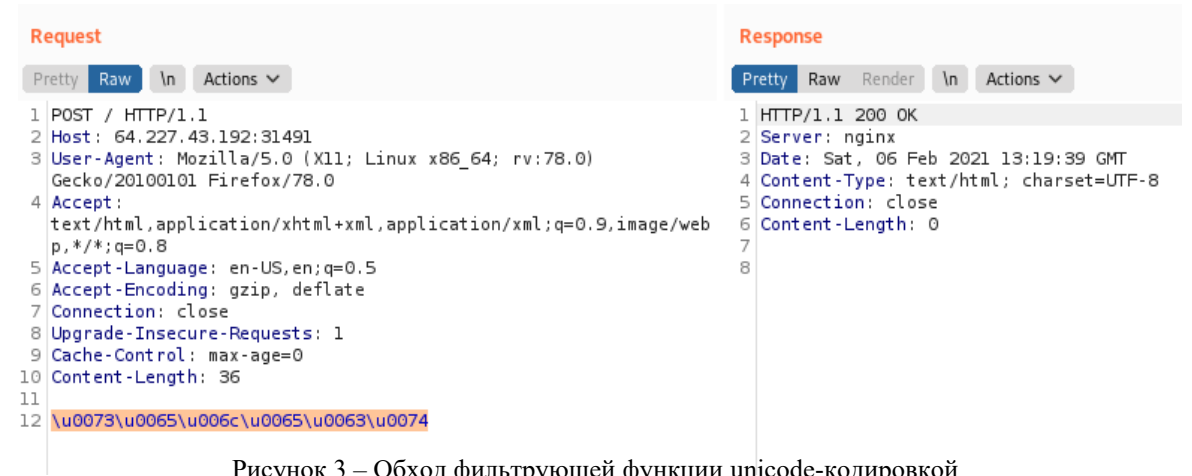 Request
Pretty Raw \n Actions
1 POST / HTTP/1.1
2 Host: 64.227.43.192:31491
3 User-Agent: Mozilla/5.0 (X11; Linux x86_64; rv:78.0)
Gecko/20100101 Firefox/78.0
4 Accept:
text/html,application/xhtml+xml,application/xml;q=0.9,image/web
p,*/*;q=0.8
5 Accept-Language: en-US,en;q=0.5
6 Accept-Encoding: gzip, deflate
7 Connection: close
8 Upgrade-Insecure-Requests: 1
9 Cache-Control: max-age=0
10 Content-Length: 36
11
12 \u0073\u0065\u006c\u0065\u0063\u0074
Response
Pretty Raw Render \n Actions
1 HTTP/1.1 200 OK
2 Server: nginx
3 Date: Sat, 06 Feb 2021 13:19:39 GMT
4 Content-Type: text/html; charset=UTF-8
5 Connection: close
6 Content-Length: 0
7
8
Рисунок 3 – Обход фильтрующей функции unicode-кодировкой